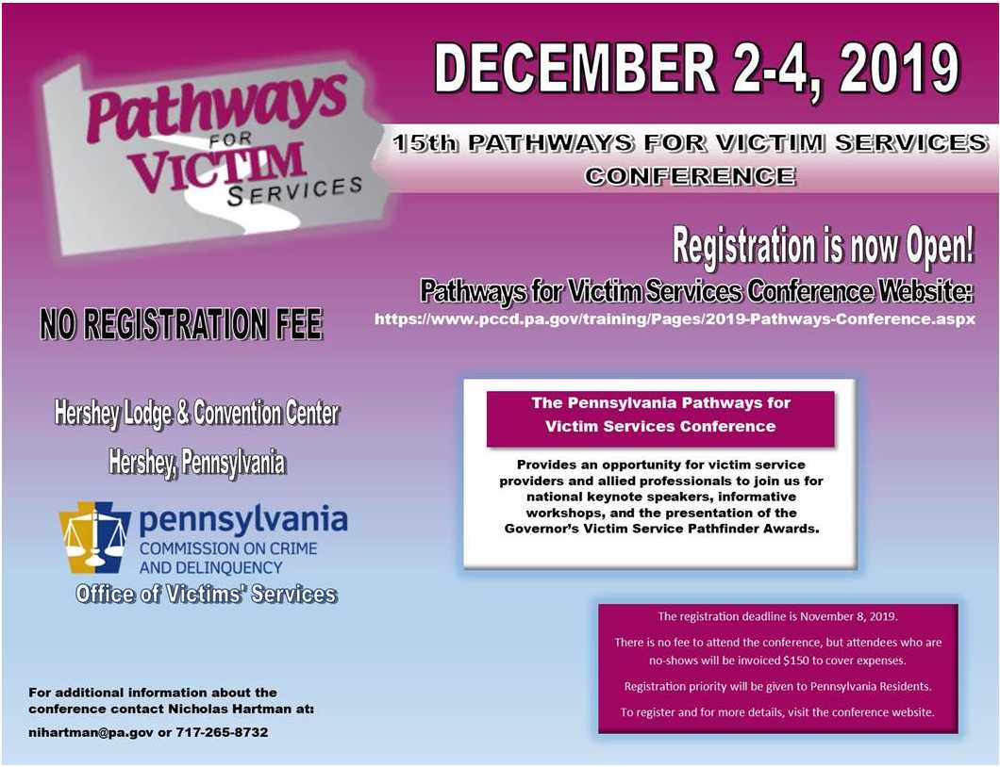 Pathways
FOR
VICTIM
SERVICES
DECEMBER 2-4, 2019
15th PATHWAYS FOR VICTIM SERVICES
CONFERENCE
Registration is now Open!
Pathways for Victim Services Conference Website:
https://www.pccd.pa.gov/training/Pages/2019-Pathways-Conference.aspx
NO REGISTRATION FEE
Hershey Lodge & Convention Center
Hershey, Pennsylvania
pennsylvania
COMMISSION ON CRIME
AND DELINQUENCY
Office of Victims' Services
The Pennsylvania Pathways for
Victim Services Conference
Provides an opportunity for victim service
providers and allied professionals to join us for
national keynote speakers, informative
workshops, and the presentation of the
Governor's Victim Service Pathfinder Awards.
The registration deadline is November 8, 2019.
There is no fee to attend the conference, but attendees who are
no-shows will be invoiced $150 to cover expenses.
Registration priority will be given to Pennsylvania Residents.
To register and for more details, visit the conference website.
For additional information about the
conference contact Nicholas Hartman at:
nihartman@pa.gov or 717-265-8732